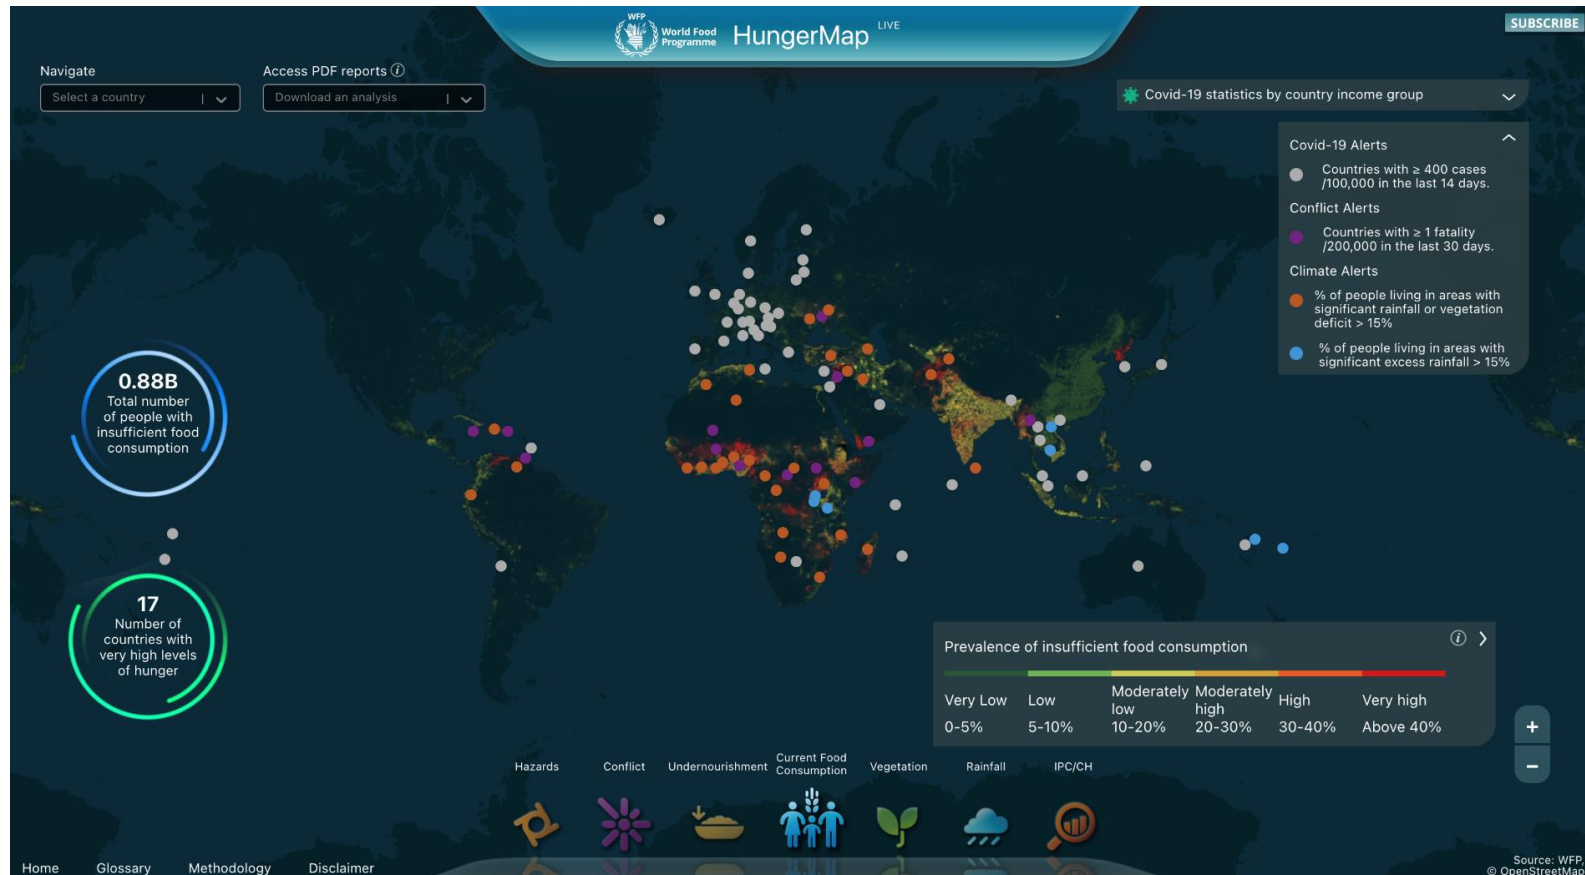 WFP
World Food
Programme
HungerMap
LIVE
SUBSCRIBE
Navigate
Select a country
Access PDF reports
Download an analysis
Covid-19 statistics by country income group
Covid-19 Alerts
Countries with ≥ 400 cases
/100,000 in the last 14 days.
Conflict Alerts
Countries with ≥ 1 fatality
/200,000 in the last 30 days.
Climate Alerts
% of people living in areas with
significant rainfall or vegetation
deficit > 15%
% of people living in areas with
significant excess rainfall > 15%
0.88B
Total number
of people with
insufficient food
consumption
17
Number of
countries with
very high levels
of hunger
Prevalence of insufficient food consumption
Very Low
0-5%
Low
5-10%
Moderately
low
10-20%
Moderately
high
20-30%
High
30-40%
Very high
Above 40%
+
−
Hazards
Conflict
Undernourishment
Current Food
Consumption
Vegetation
Rainfall
IPC/CH
Home
Glossary
Methodology
Disclaimer
Source: WFP,
© OpenStreetMap